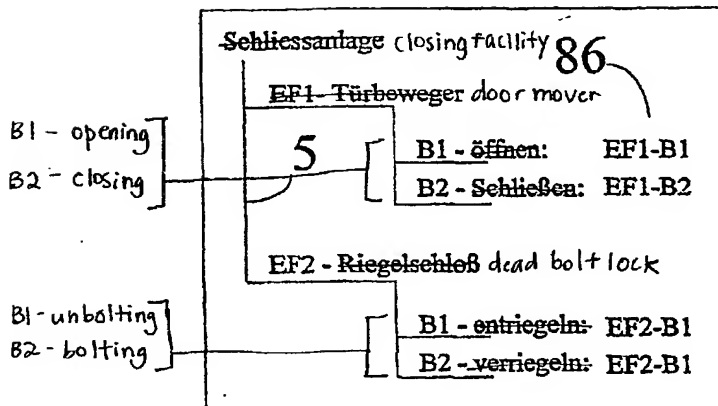 Schliessanlage closing facility 86
EF1- Türboweger door mover
B1 - opening
B2 - closing
5
B1 - öffnen: EF1-B1
B2 - Schließen: EF1-B2
EF2 - Riegelschloß dead bolt lock
B1 - unbolting
B2 - bolting
B1 - entriegeln: EF2-B1
B2 - verriegeln: EF2-B1